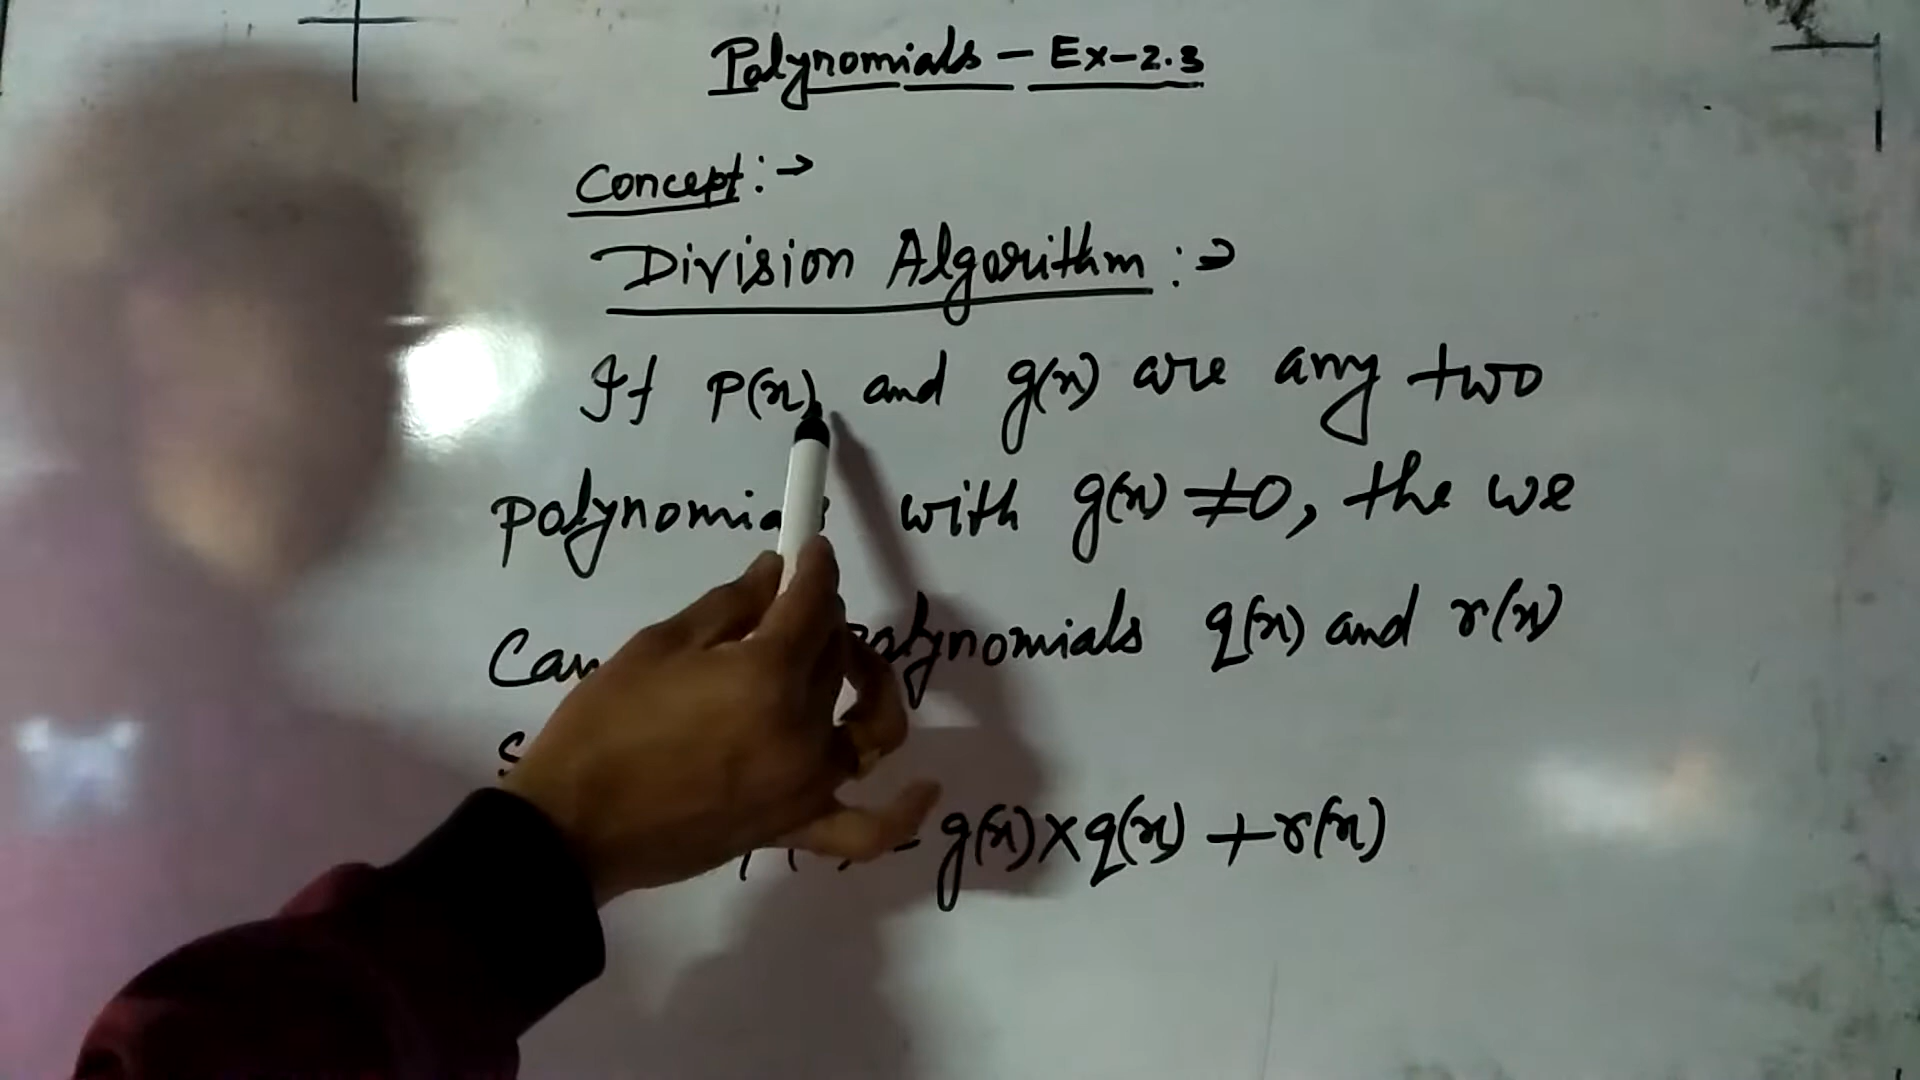 Polynomials - Ex-2.3
Concept :→
Division Algorithm :→
If P(x) and g(x) are any two
polynomials with g(x) ≠0, the we
Can polynomials q(x) and r(x)
= g(x)×q(x) + r(x)